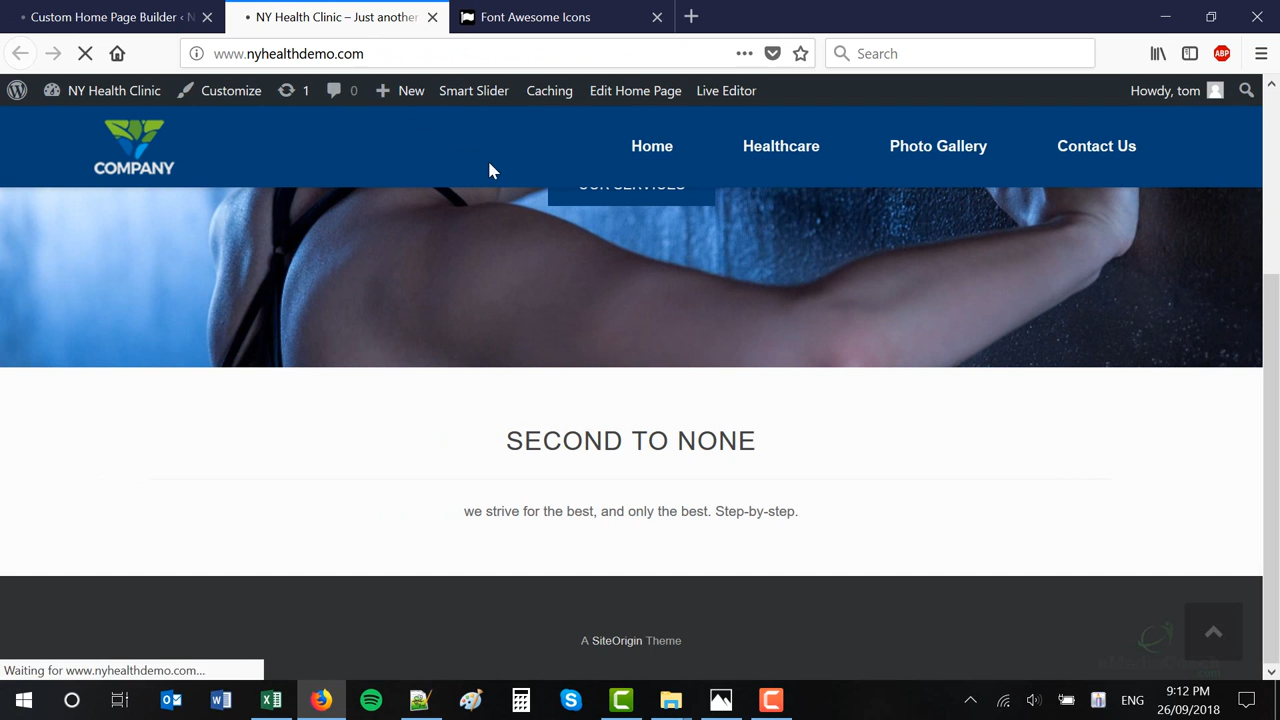 Custom Home Page Builder ‹ N
NY Health Clinic – Just another
Font Awesome Icons
www.nyhealthdemo.com
Search
ABP
NY Health Clinic
Customize
1
0
New
Smart Slider
Caching
Edit Home Page
Live Editor
Howdy, tom
COMPANY
Home
Healthcare
Photo Gallery
Contact Us
OUR SERVICES
SECOND TO NONE
we strive for the best, and only the best. Step-by-step.
A SiteOrigin Theme
Waiting for www.nyhealthdemo.com...
ENG
9:12 PM
26/09/2018